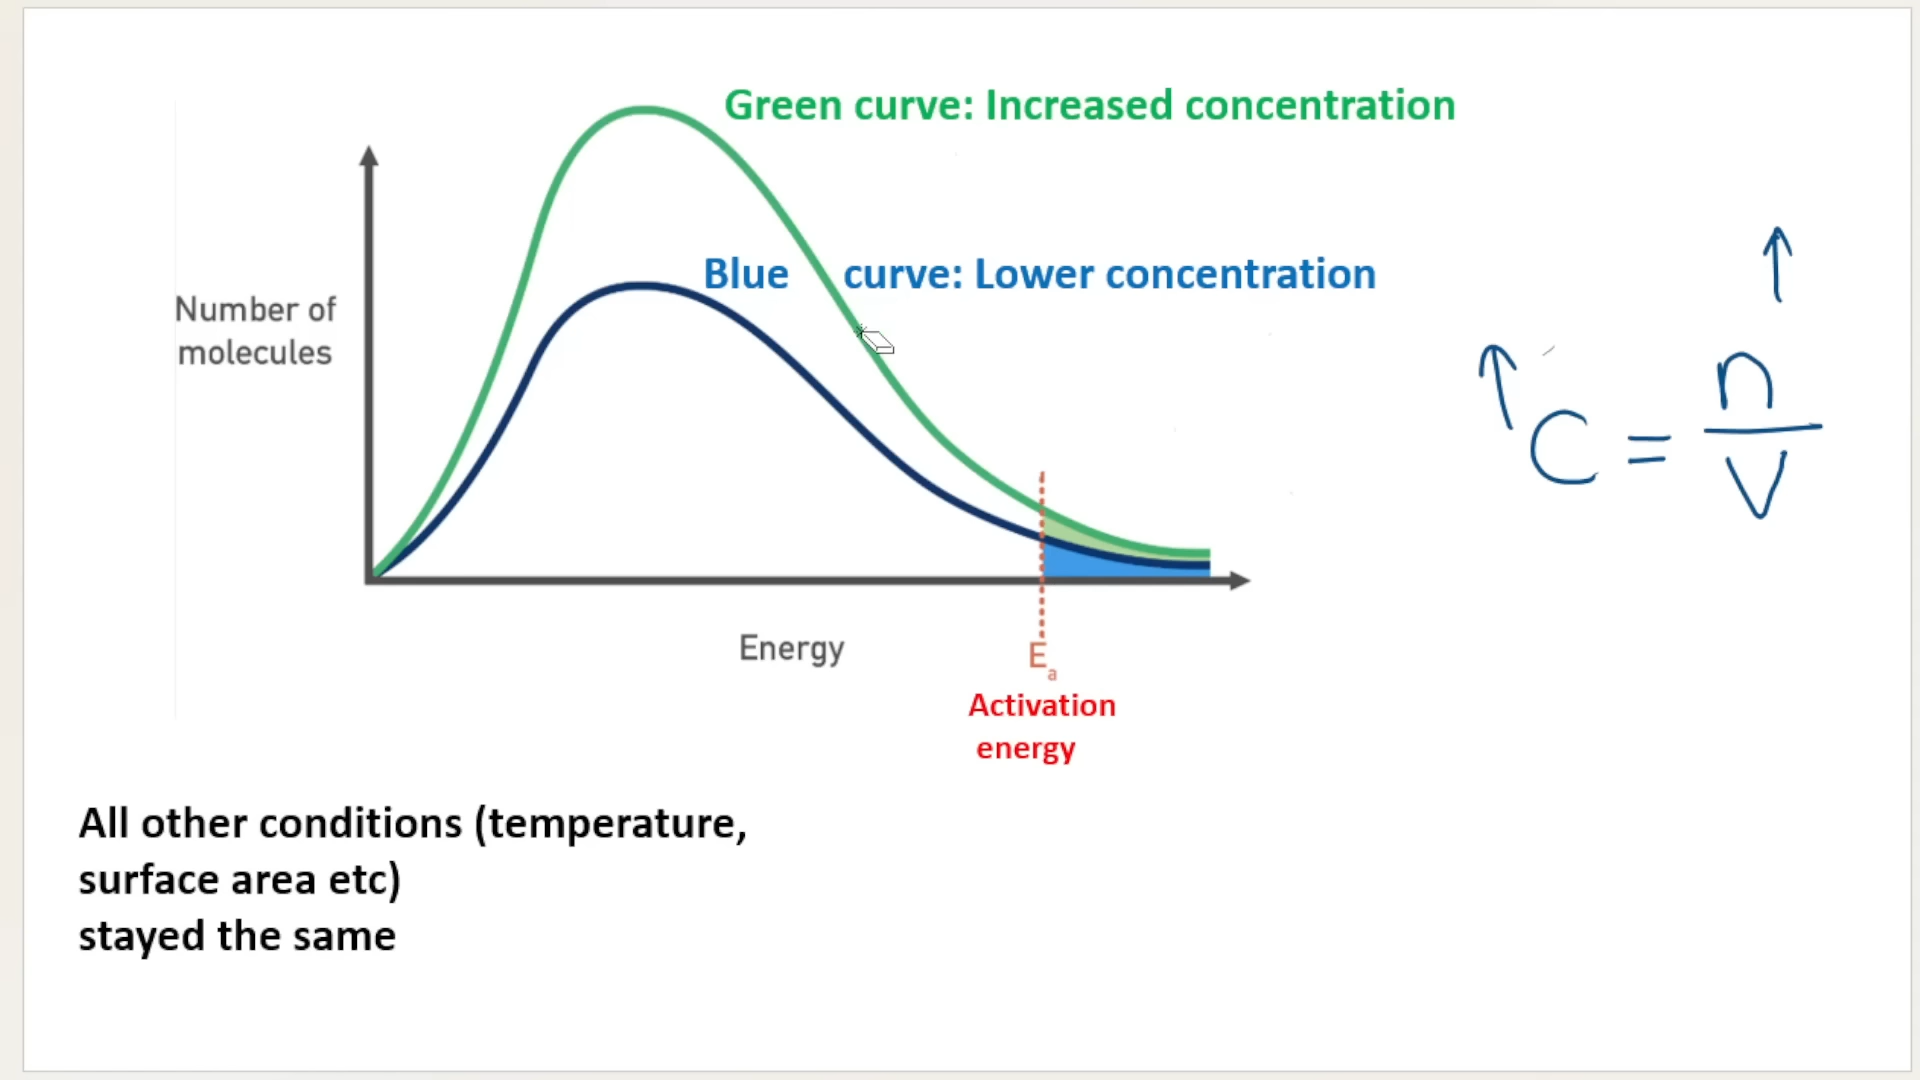 Green curve: Increased concentration
Blue curve: Lower concentration
Number of
molecules
↑
↑ C = n
V
Energy
Ea
Activation
energy
All other conditions (temperature,
surface area etc)
stayed the same